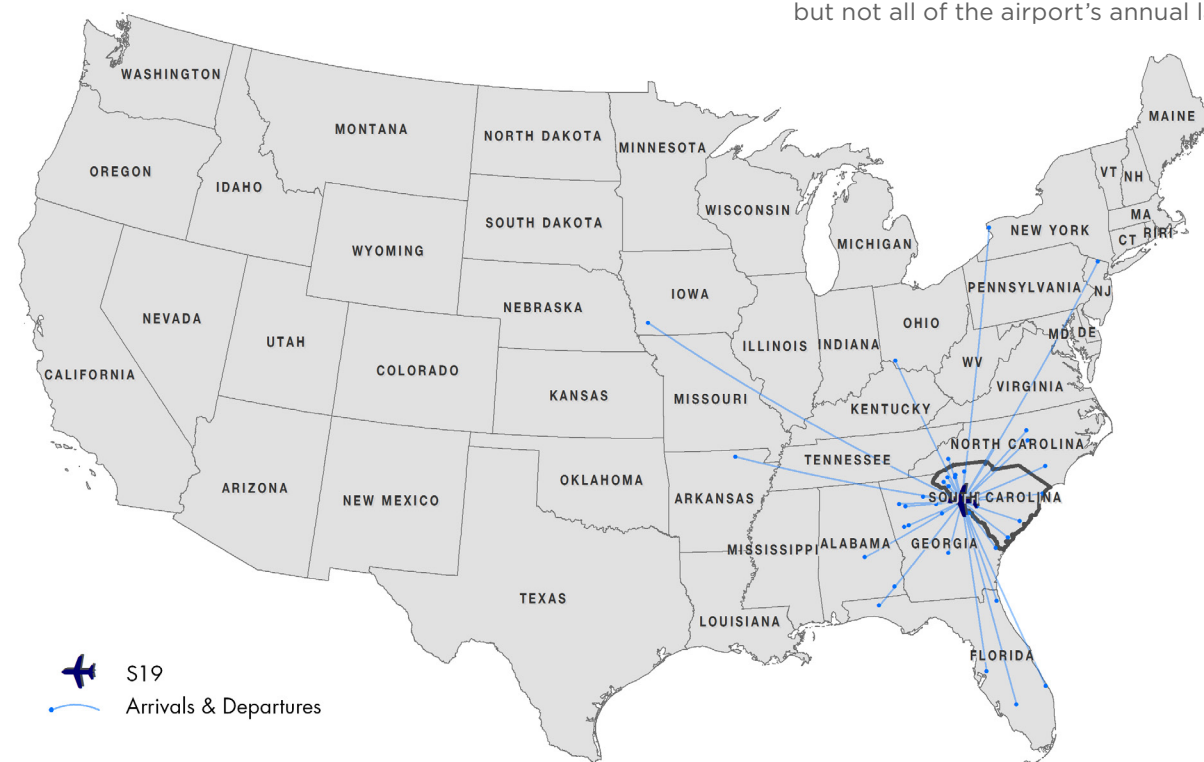 but not all of the airport's annual
WASHINGTON
MAINE
MONTANA
NORTH DAKOTA
MINNESOTA
OREGON
VT
NH
IDAHO
WISCONSIN
MA
SOUTH DAKOTA
NEW YORK
CT RIRI
MICHIGAN
WYOMING
PENNSYLVANIA
NJ
IOWA
NEBRASKA
NEVADA
OHIO
MD
DE
UTAH
ILLINOIS
INDIANA
WV
COLORADO
CALIFORNIA
VIRGINIA
KANSAS
MISSOURI
KENTUCKY
NORTH CAROLINA
TENNESSEE
OKLAHOMA
ARIZONA
NEW MEXICO
ARKANSAS
SOUTH CAROLINA
MISSISSIPPI
ALABAMA
GEORGIA
TEXAS
LOUISIANA
FLORIDA
S19
Arrivals & Departures